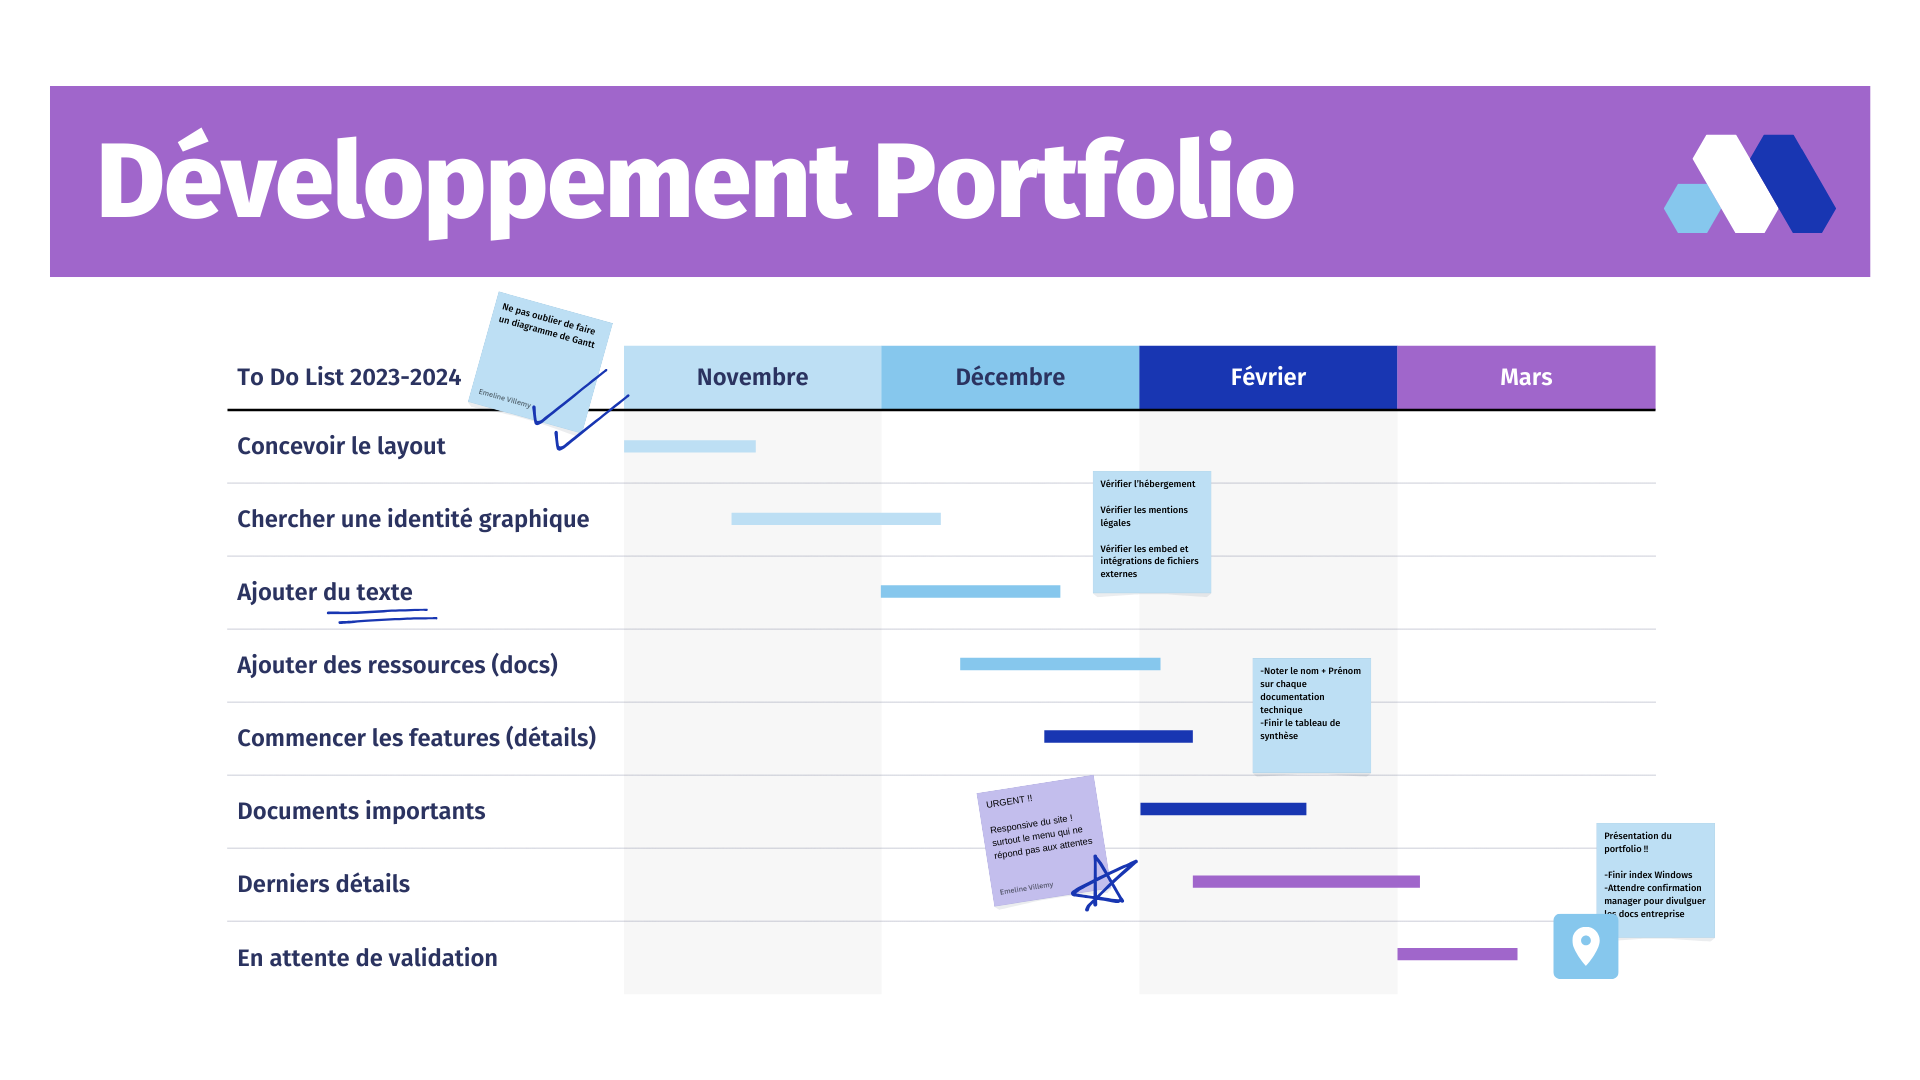 Développement Portfolio
Ne pas oublier de faire
un diagramme de Gantt
Emeline Villemy
To Do List 2023-2024
Novembre
Décembre
Février
Mars
Concevoir le layout
Chercher une identité graphique
Vérifier l'hébergement
Vérifier les mentions
légales
Vérifier les embed et
intégrations de fichiers
externes
Ajouter du texte
Ajouter des ressources (docs)
-Noter le nom + Prénom
sur chaque
documentation
technique
-Finir le tableau de
synthèse
Commencer les features (détails)
Documents importants
URGENT !!
Responsive du site !
surtout le menu qui ne
répond pas aux attentes
Emeline Villemy
Derniers détails
Présentation du
portfolio !!
-Finir index Windows
-Attendre confirmation
manager pour divulguer
les docs entreprise
En attente de validation